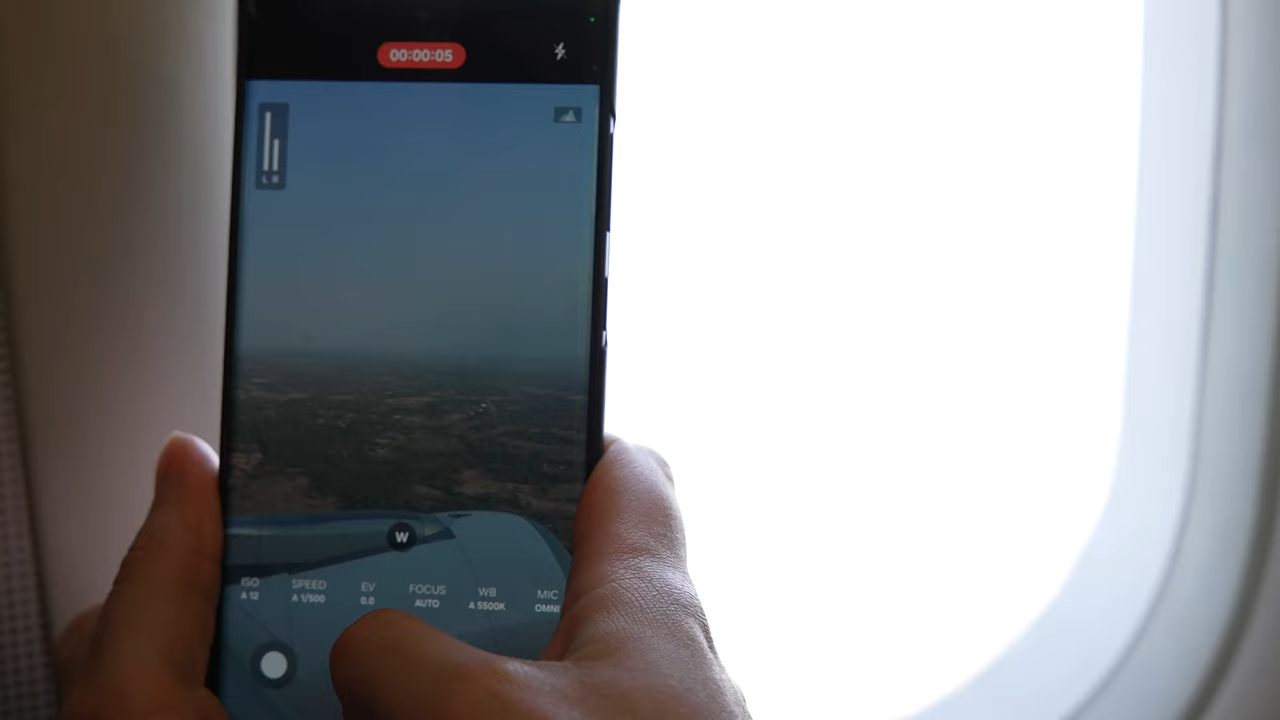 00:00:05
L R
W
ISO SPEED EV FOCUS WB MIC
A 12 A 1/500 0.0 AUTO A 5500K OMNI